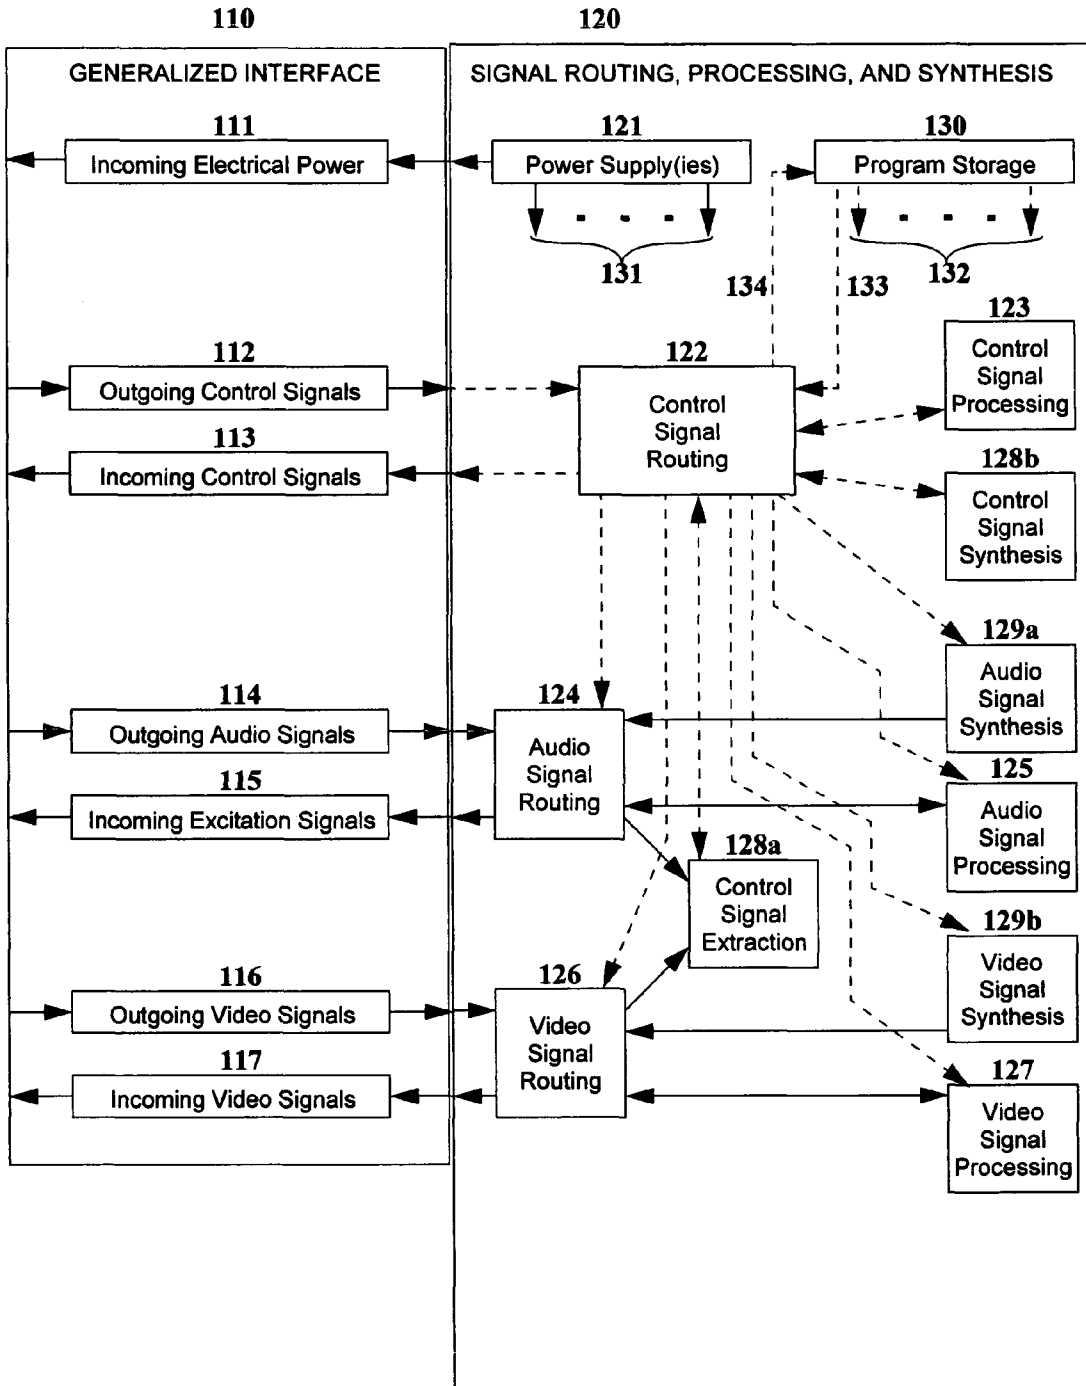 110
120
GENERALIZED INTERFACE
SIGNAL ROUTING, PROCESSING, AND SYNTHESIS
111
Incoming Electrical Power
121
Power Supply(ies)
130
Program Storage
131
132
134
133
123
Control
Signal
Processing
112
Outgoing Control Signals
122
Control
Signal
Routing
113
Incoming Control Signals
128b
Control
Signal
Synthesis
129a
Audio
Signal
Synthesis
114
Outgoing Audio Signals
124
Audio
Signal
Routing
115
Incoming Excitation Signals
125
Audio
Signal
Processing
128a
Control
Signal
Extraction
129b
Video
Signal
Synthesis
116
Outgoing Video Signals
126
Video
Signal
Routing
117
Incoming Video Signals
127
Video
Signal
Processing